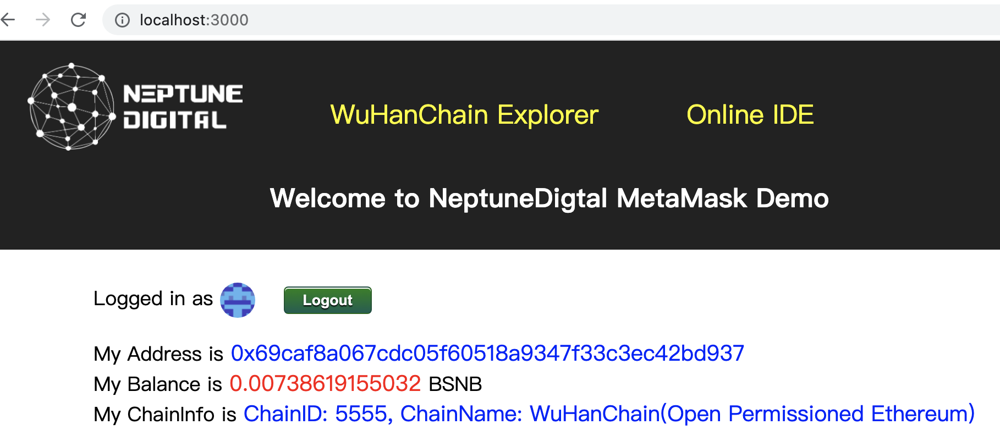 localhost:3000
NEPTUNE
DIGITAL
WuHanChain Explorer
Online IDE
Welcome to NeptuneDigtal MetaMask Demo
Logged in as
Logout
My Address is 0x69caf8a067cdc05f60518a9347f33c3ec42bd937
My Balance is 0.00738619155032 BSNB
My ChainInfo is ChainID: 5555, ChainName: WuHanChain(Open Permissioned Ethereum)